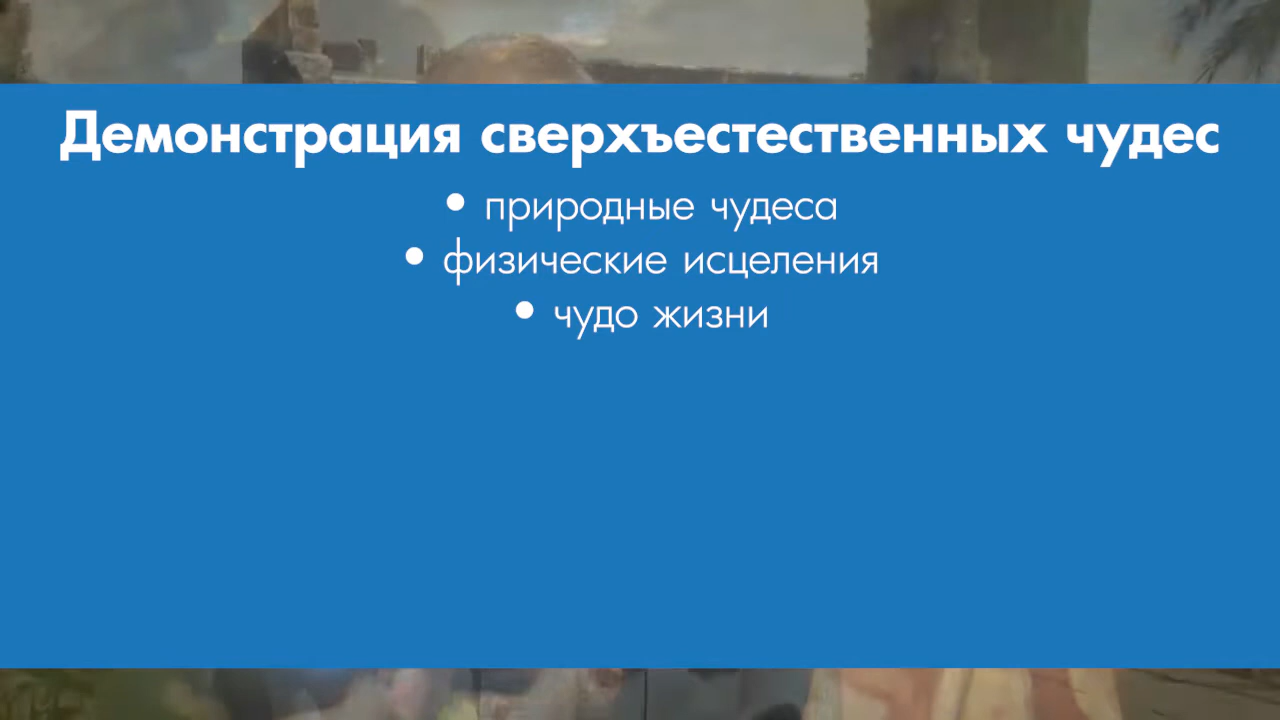 Демонстрация сверхъестественных чудес
• природные чудеса
• физические исцеления
• чудо жизни